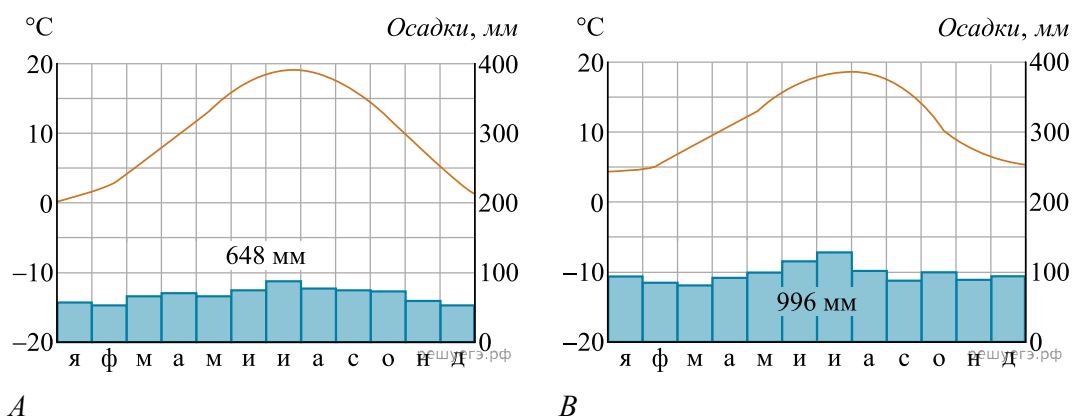 °C Осадки, мм
20 400
10 300
0 200
648 мм
–10 100
–20 0
я ф м а м и и а с о н д
решуегэ.рф
А
°C Осадки, мм
20 400
10 300
0 200
–10 100
996 мм
–20 0
я ф м а м и и а с о н д
решуегэ.рф
В